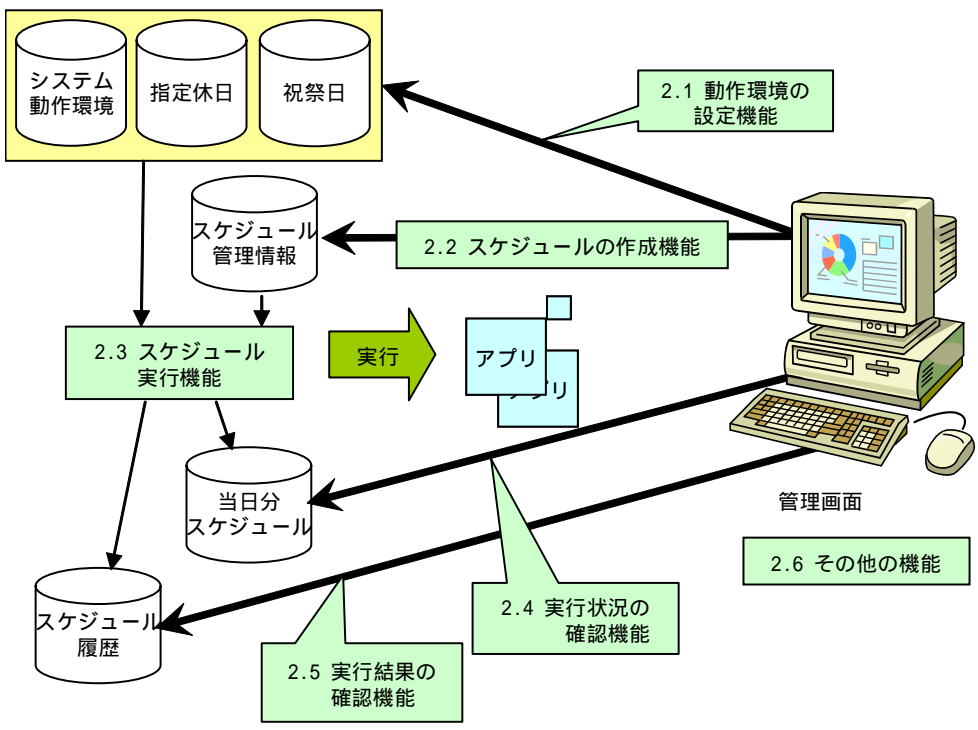 システム
動作環境
指定休日
祝祭日
2.1 動作環境の
設定機能
スケジュール
管理情報
2.2 スケジュールの作成機能
2.3 スケジュール
実行機能
実行
アプリ
アプリ
当日分
スケジュール
管理画面
2.6 その他の機能
スケジュール
履歴
2.4 実行状況の
確認機能
2.5 実行結果の
確認機能